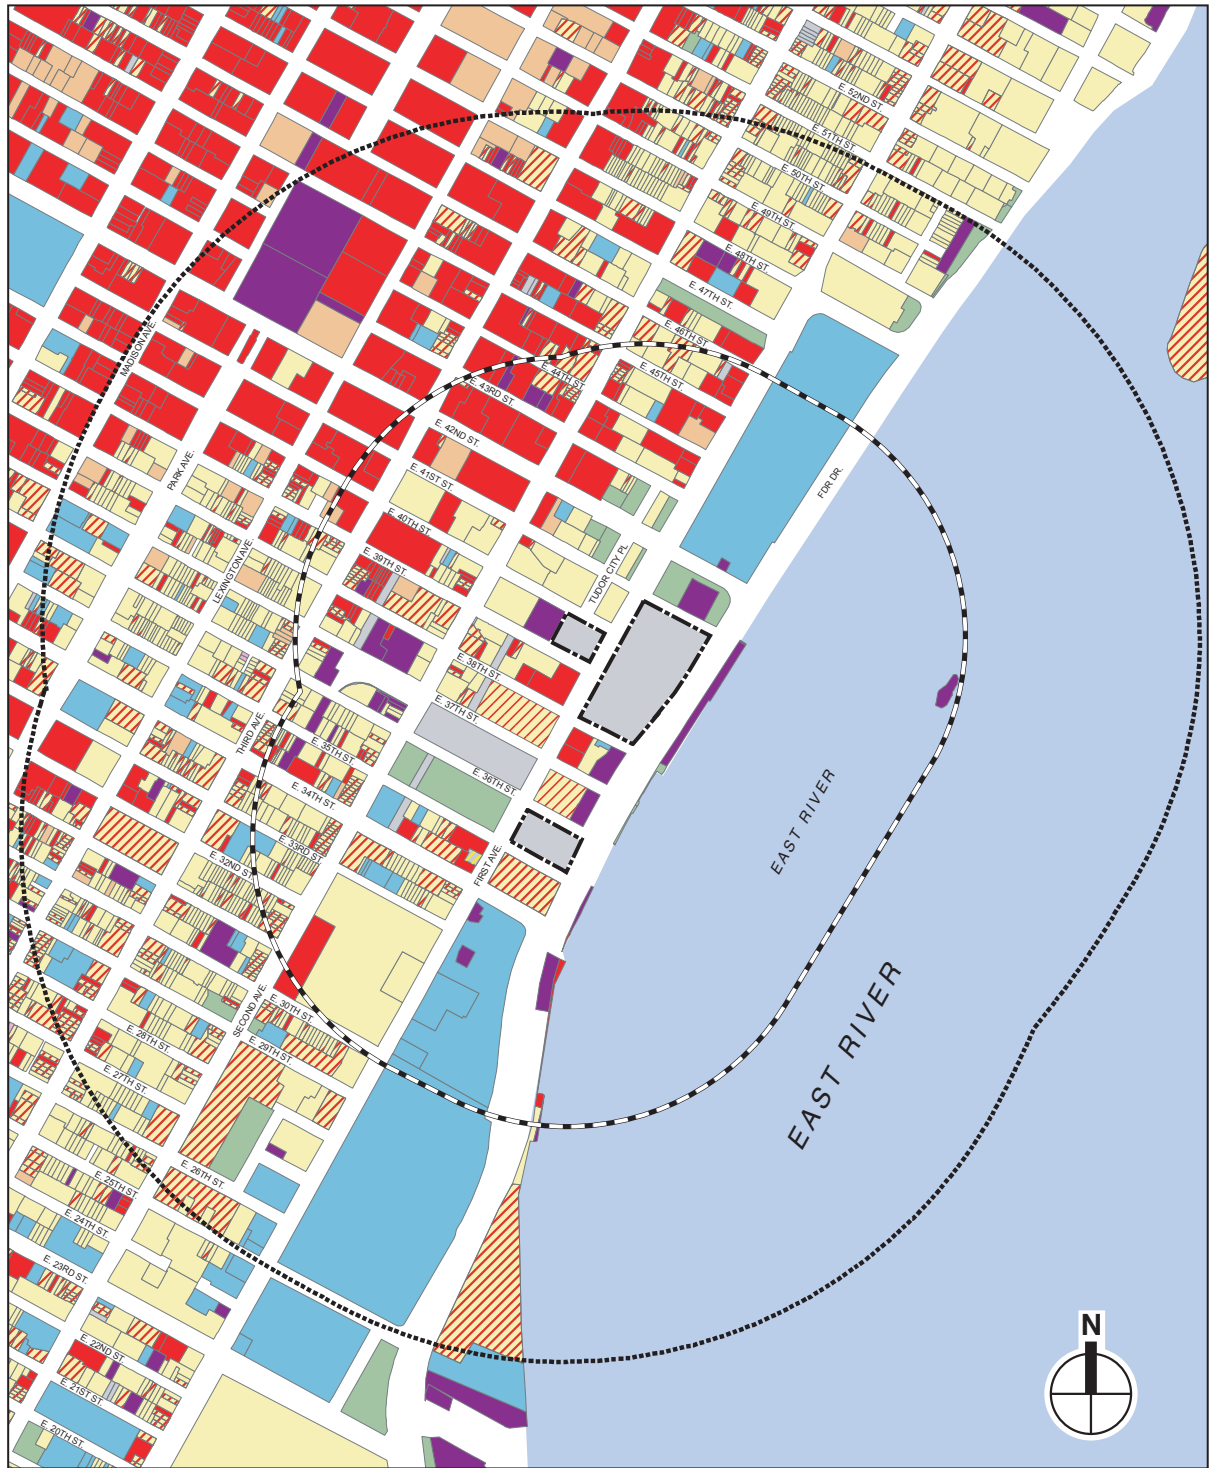 E. 52ND ST
E. 51TH ST.
E. 50TH ST
E. 49TH ST.
E. 48TH ST.
E. 47TH ST.
E. 46TH ST.
MADISON AVE.
E. 45TH ST.
E. 44TH ST.
E. 43RD ST.
E. 42ND ST.
PARK AVE.
E. 41ST ST.
FDR DR.
E. 40TH ST.
LEXINGTON AVE.
E. 39TH ST.
TUDOR CITY PL.
E. 38TH ST.
E. 37TH ST.
THIRD AVE.
E. 35TH ST.
E. 36TH ST.
E. 34TH ST.
EAST RIVER
E. 33RD ST.
E. 32ND ST.
FIRST AVE.
EAST RIVER
SECOND AVE.
E. 30TH ST.
E. 28TH ST.
E. 29TH ST.
E. 27TH ST.
E. 26TH ST.
E. 25TH ST.
E. 24TH ST.
E. 23RD ST.
N
E. 22ND ST.
E. 21ST ST.
E. 20TH ST.